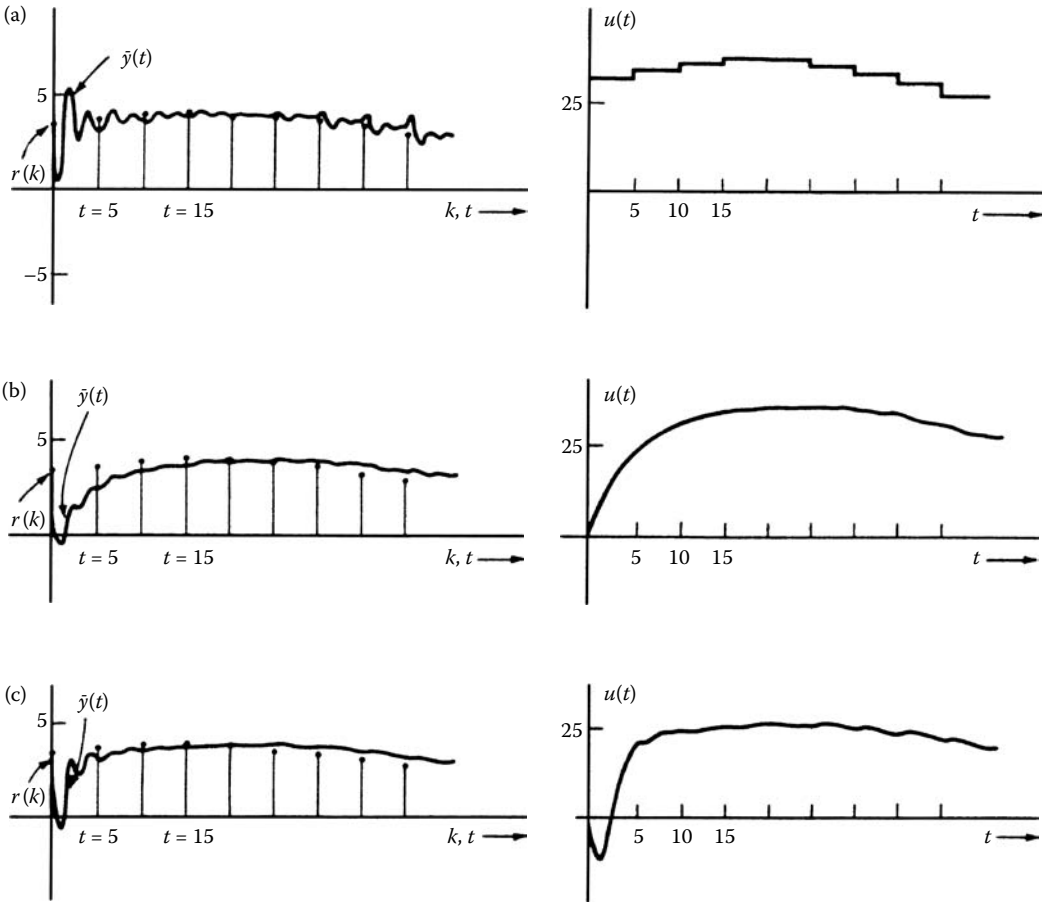 (a)
ȳ(t)
5
r(k)
t = 5 t = 15 k, t
−5
u(t)
25
5 10 15 t
(b)
ȳ(t)
5
r(k)
t = 5 t = 15 k, t
u(t)
25
5 10 15 t
(c)
ȳ(t)
5
r(k)
t = 5 t = 15 k, t
u(t)
25
5 10 15 t